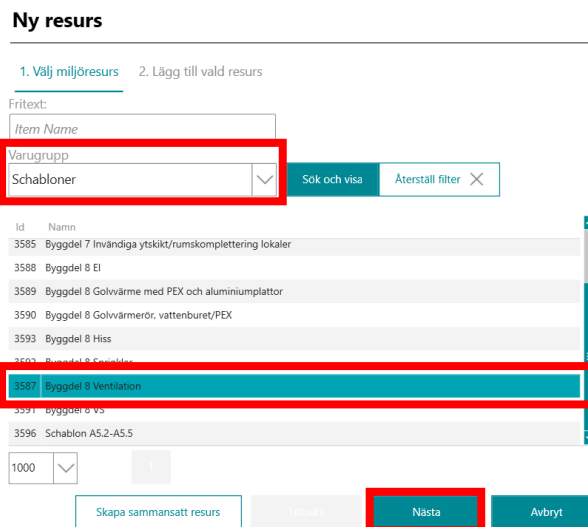 Ny resurs
1. Välj miljöresurs 2. Lägg till vald resurs
Fritext:
Item Name
Varugrupp
Schabloner Sök och visa Återställ filter
Id Namn
3585 Byggdel 7 Invändiga ytskikt/rumskomplettering lokaler
3588 Byggdel 8 El
3589 Byggdel 8 Golvvärme med PEX och aluminiumplattor
3590 Byggdel 8 Golvvärmerör, vattenburet/PEX
3593 Byggdel 8 Hiss
3592 Byggdel 8 Sprinkler
3587 Byggdel 8 Ventilation
3591 Byggdel 8 VS
3596 Schablon A5.2-A5.5
1000 1
Skapa sammansatt resurs Tillbaka Nästa Avbryt